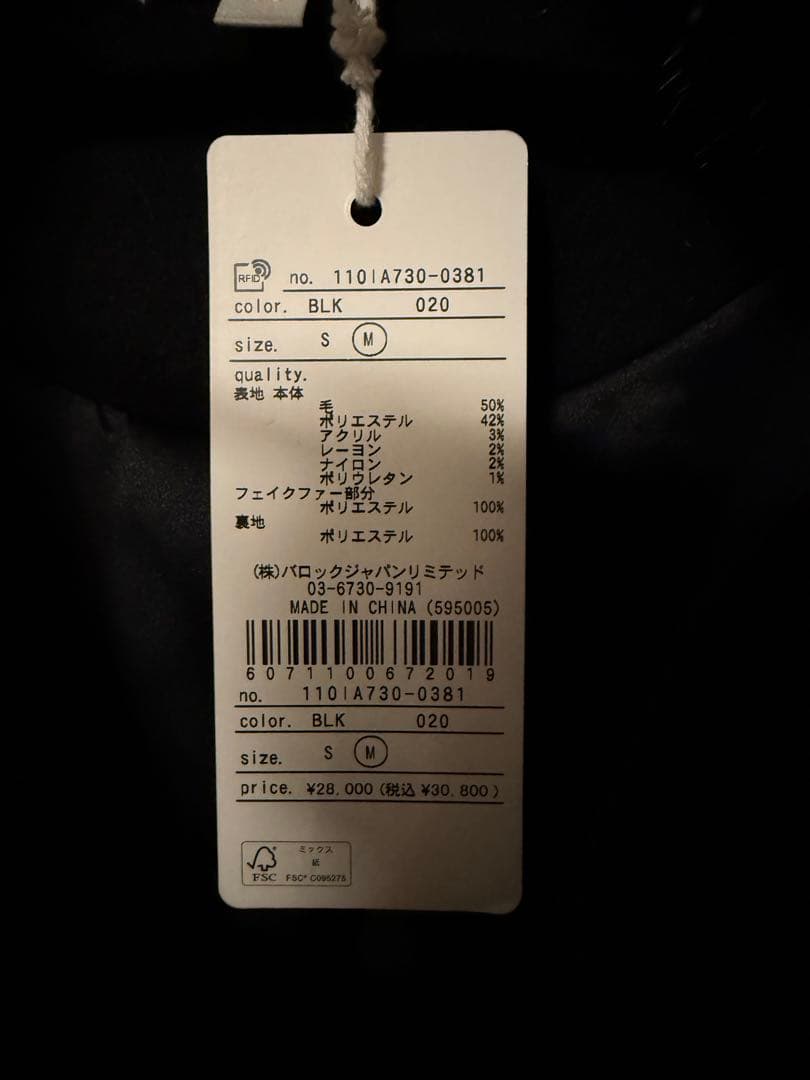 RFID no. 110IA730-0381
color. BLK 020
size. S M
quality.
表地 本体
毛 50%
ポリエステル 42%
アクリル 3%
レーヨン 2%
ナイロン 2%
ポリウレタン 1%
フェイクファー部分
ポリエステル 100%
裏地
ポリエステル 100%
(株)バロックジャパンリミテッド
03-6730-9191
MADE IN CHINA (595005)
6071100672019
no. 110IA730-0381
color. BLK 020
size. S M
price. ¥28,000 (税込 ¥30,800)
ミックス
紙
FSC FSC® C095275